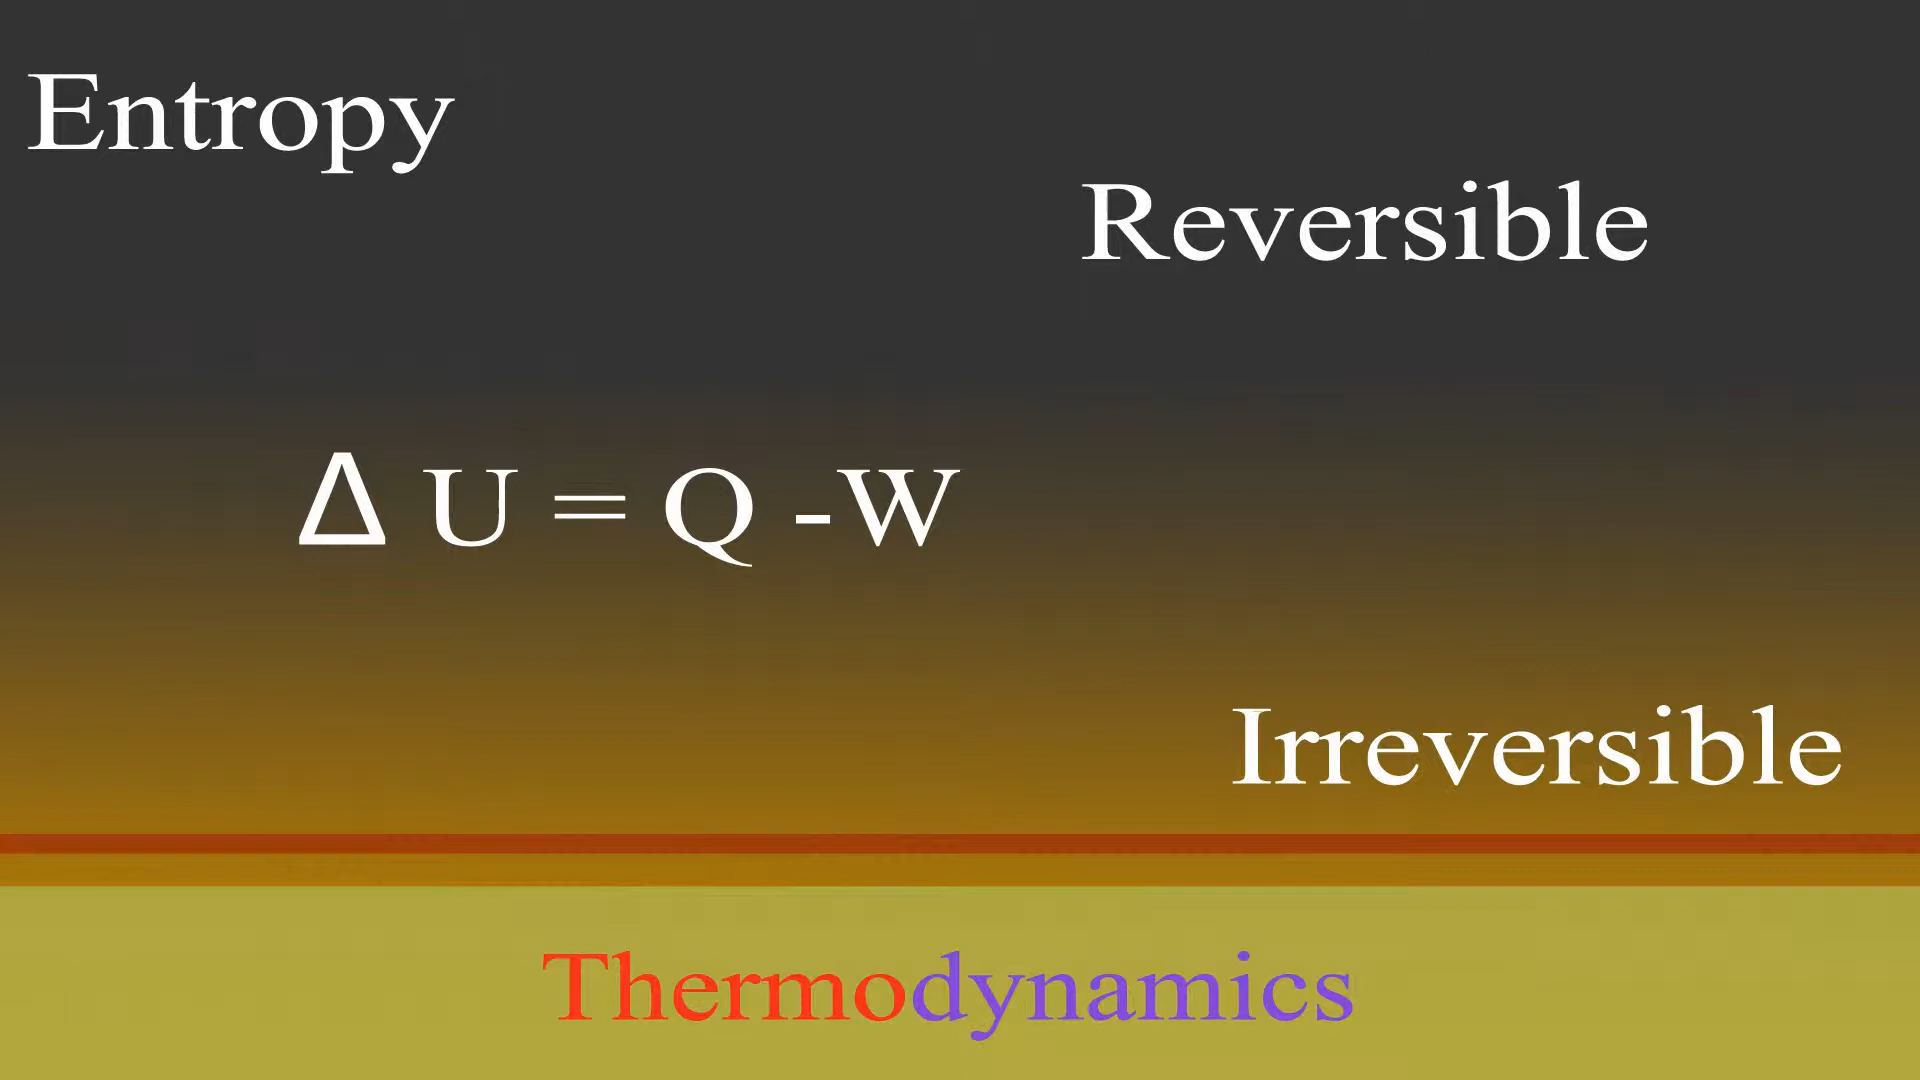 Entropy
Reversible
Δ U = Q -W
Irreversible
Thermodynamics